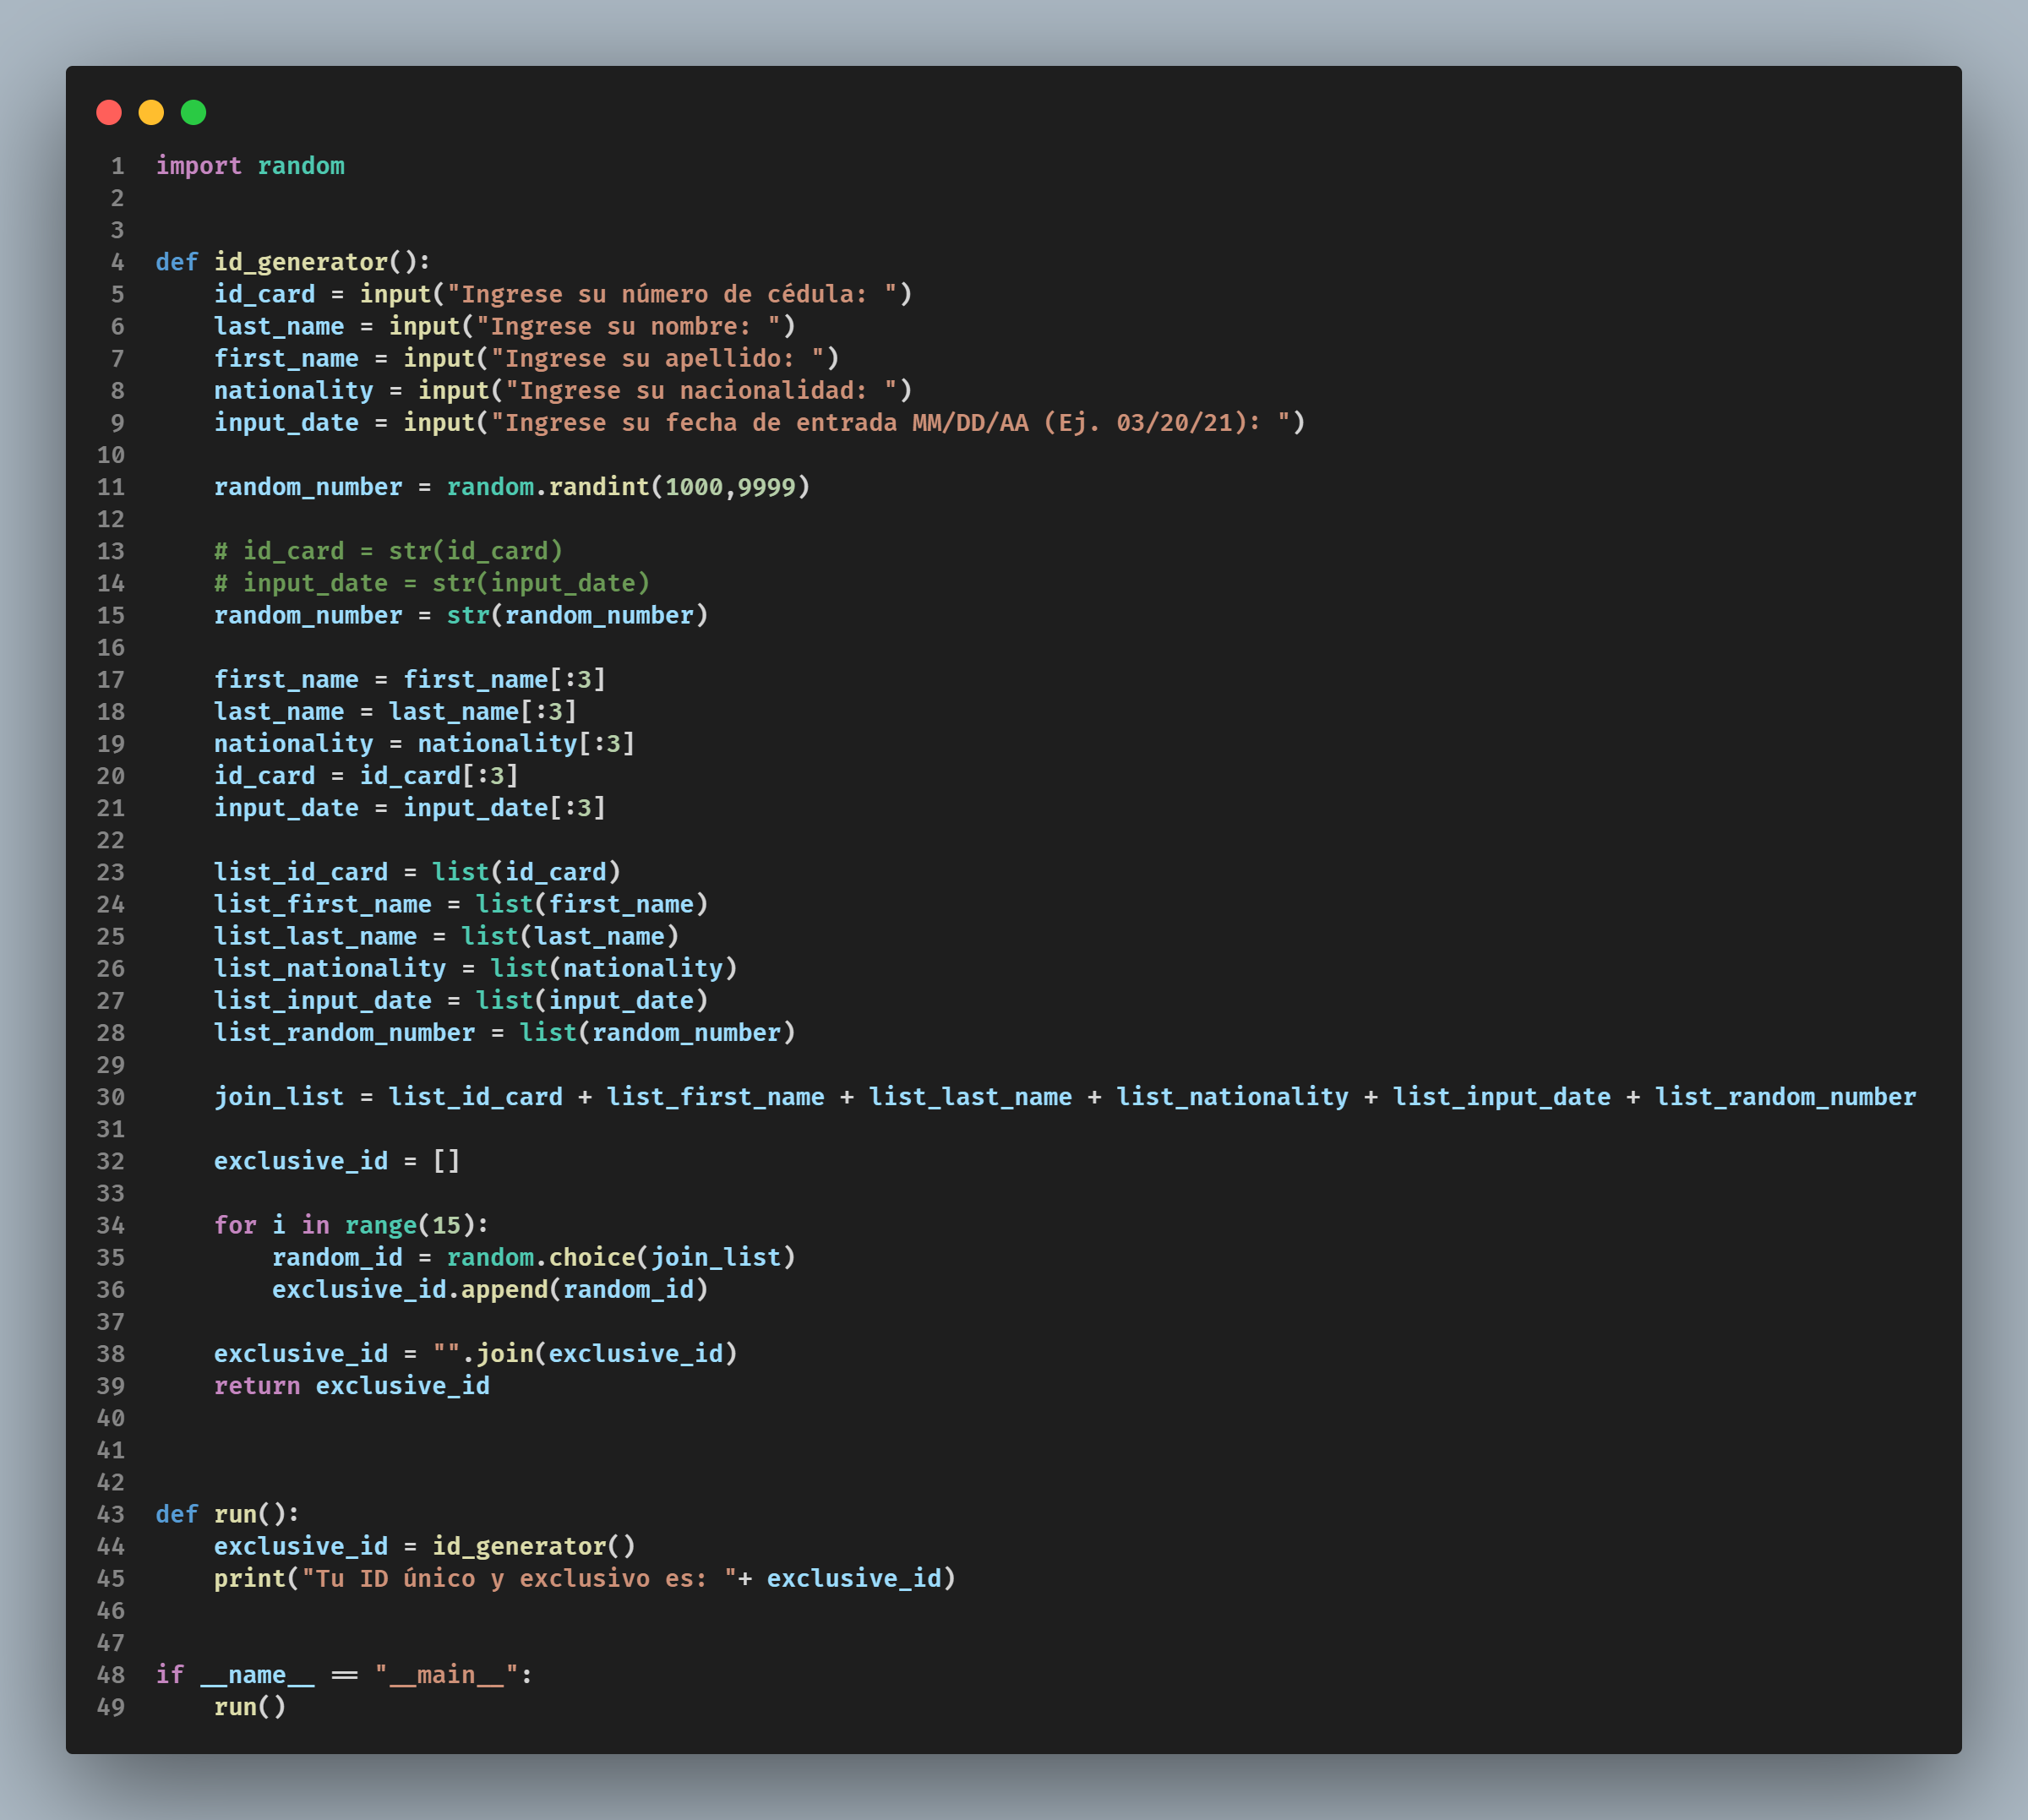 1 import random
2
3
4 def id_generator():
5     id_card = input("Ingrese su número de cédula: ")
6     last_name = input("Ingrese su nombre: ")
7     first_name = input("Ingrese su apellido: ")
8     nationality = input("Ingrese su nacionalidad: ")
9     input_date = input("Ingrese su fecha de entrada MM/DD/AA (Ej. 03/20/21): ")
10
11     random_number = random.randint(1000,9999)
12
13     # id_card = str(id_card)
14     # input_date = str(input_date)
15     random_number = str(random_number)
16
17     first_name = first_name[:3]
18     last_name = last_name[:3]
19     nationality = nationality[:3]
20     id_card = id_card[:3]
21     input_date = input_date[:3]
22
23     list_id_card = list(id_card)
24     list_first_name = list(first_name)
25     list_last_name = list(last_name)
26     list_nationality = list(nationality)
27     list_input_date = list(input_date)
28     list_random_number = list(random_number)
29
30     join_list = list_id_card + list_first_name + list_last_name + list_nationality + list_input_date + list_random_number
31
32     exclusive_id = []
33
34     for i in range(15):
35         random_id = random.choice(join_list)
36         exclusive_id.append(random_id)
37
38     exclusive_id = "".join(exclusive_id)
39     return exclusive_id
40
41
42
43 def run():
44     exclusive_id = id_generator()
45     print("Tu ID único y exclusivo es: "+ exclusive_id)
46
47
48 if __name__ == "__main__":
49     run()